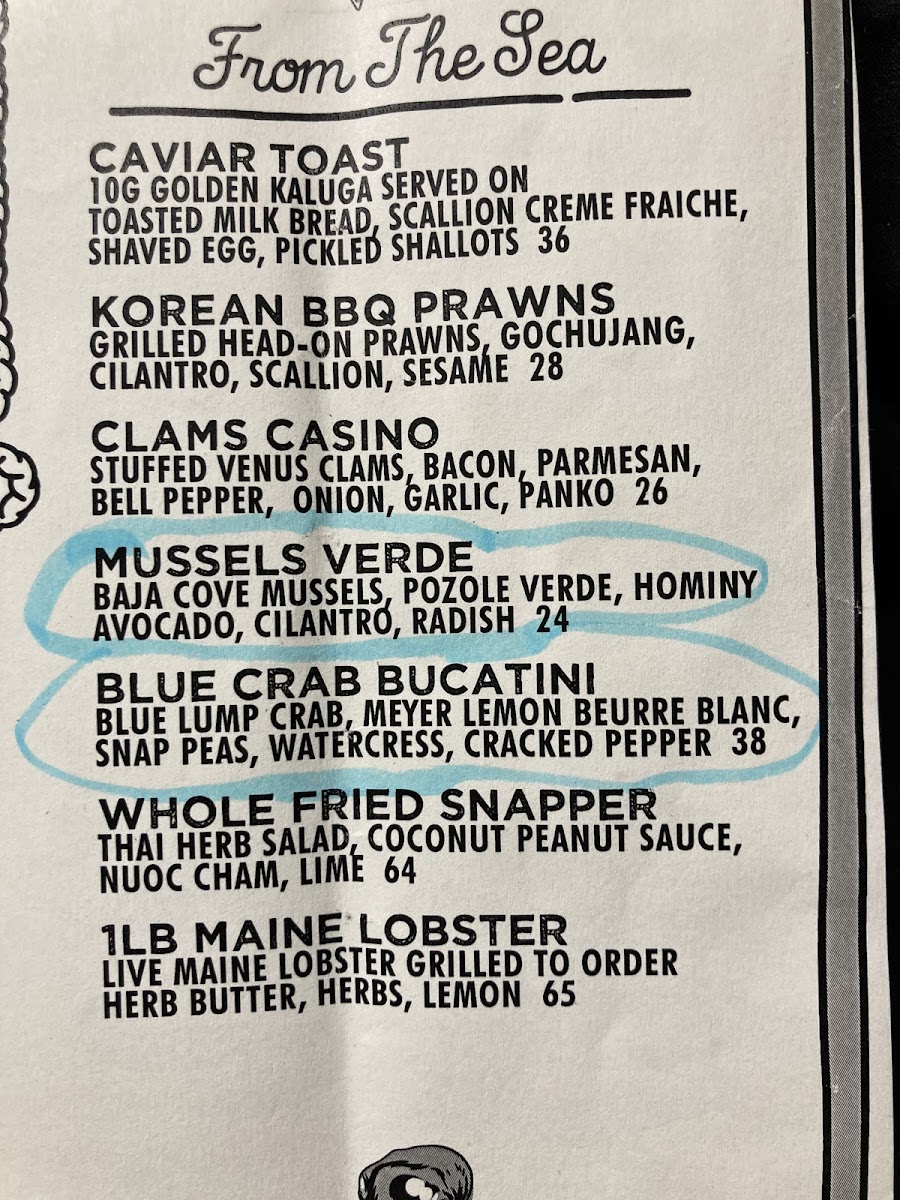 From The Sea
CAVIAR TOAST
10G GOLDEN KALUGA SERVED ON
TOASTED MILK BREAD, SCALLION CREME FRAICHE,
SHAVED EGG, PICKLED SHALLOTS 36
KOREAN BBQ PRAWNS
GRILLED HEAD-ON PRAWNS, GOCHUJANG,
CILANTRO, SCALLION, SESAME 28
CLAMS CASINO
STUFFED VENUS CLAMS, BACON, PARMESAN,
BELL PEPPER, ONION, GARLIC, PANKO 26
MUSSELS VERDE
BAJA COVE MUSSELS, POZOLE VERDE, HOMINY
AVOCADO, CILANTRO, RADISH 24
BLUE CRAB BUCATINI
BLUE LUMP CRAB, MEYER LEMON BEURRE BLANC,
SNAP PEAS, WATERCRESS, CRACKED PEPPER 38
WHOLE FRIED SNAPPER
THAI HERB SALAD, COCONUT PEANUT SAUCE,
NUOC CHAM, LIME 64
1LB MAINE LOBSTER
LIVE MAINE LOBSTER GRILLED TO ORDER
HERB BUTTER, HERBS, LEMON 65